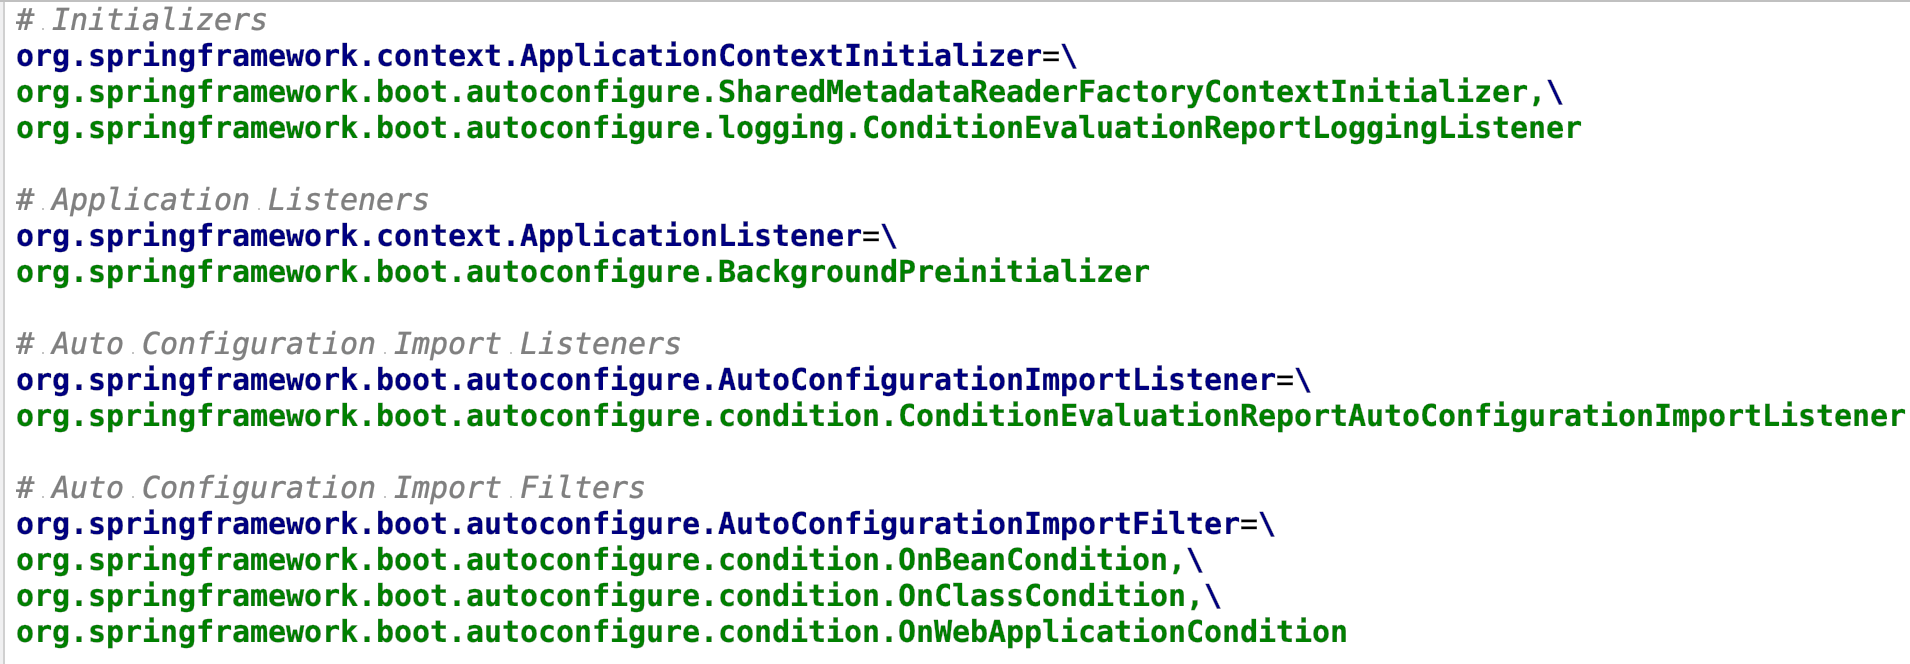 # Initializers
org.springframework.context.ApplicationContextInitializer=\
org.springframework.boot.autoconfigure.SharedMetadataReaderFactoryContextInitializer,\
org.springframework.boot.autoconfigure.logging.ConditionEvaluationReportLoggingListener
# Application Listeners
org.springframework.context.ApplicationListener=\
org.springframework.boot.autoconfigure.BackgroundPreinitializer
# Auto Configuration Import Listeners
org.springframework.boot.autoconfigure.AutoConfigurationImportListener=\
org.springframework.boot.autoconfigure.condition.ConditionEvaluationReportAutoConfigurationImportListener
# Auto Configuration Import Filters
org.springframework.boot.autoconfigure.AutoConfigurationImportFilter=\
org.springframework.boot.autoconfigure.condition.OnBeanCondition,\
org.springframework.boot.autoconfigure.condition.OnClassCondition,\
org.springframework.boot.autoconfigure.condition.OnWebApplicationCondition